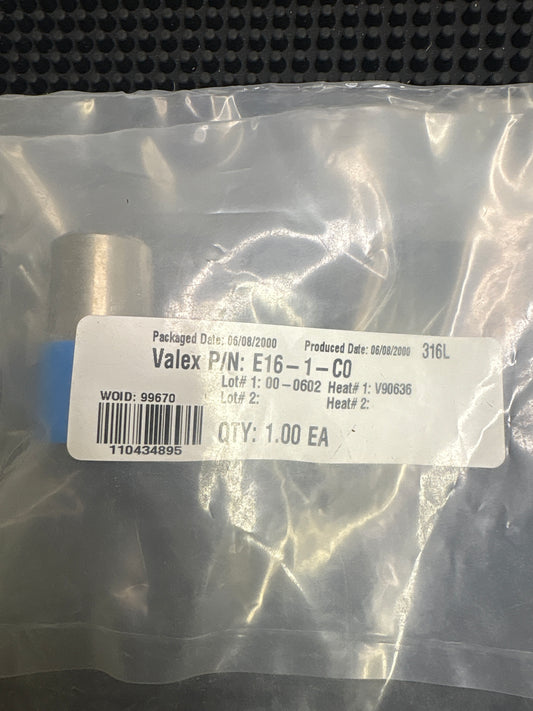 Packaged Date: 06/08/2000 Produced Date: 06/08/2000 316L
Valex P/N: E16-1-C0
Lot# 1: 00-0602 Heat# 1: V90636
WOID: 99670 Lot# 2: Heat# 2:
QTY: 1.00 EA
110434895